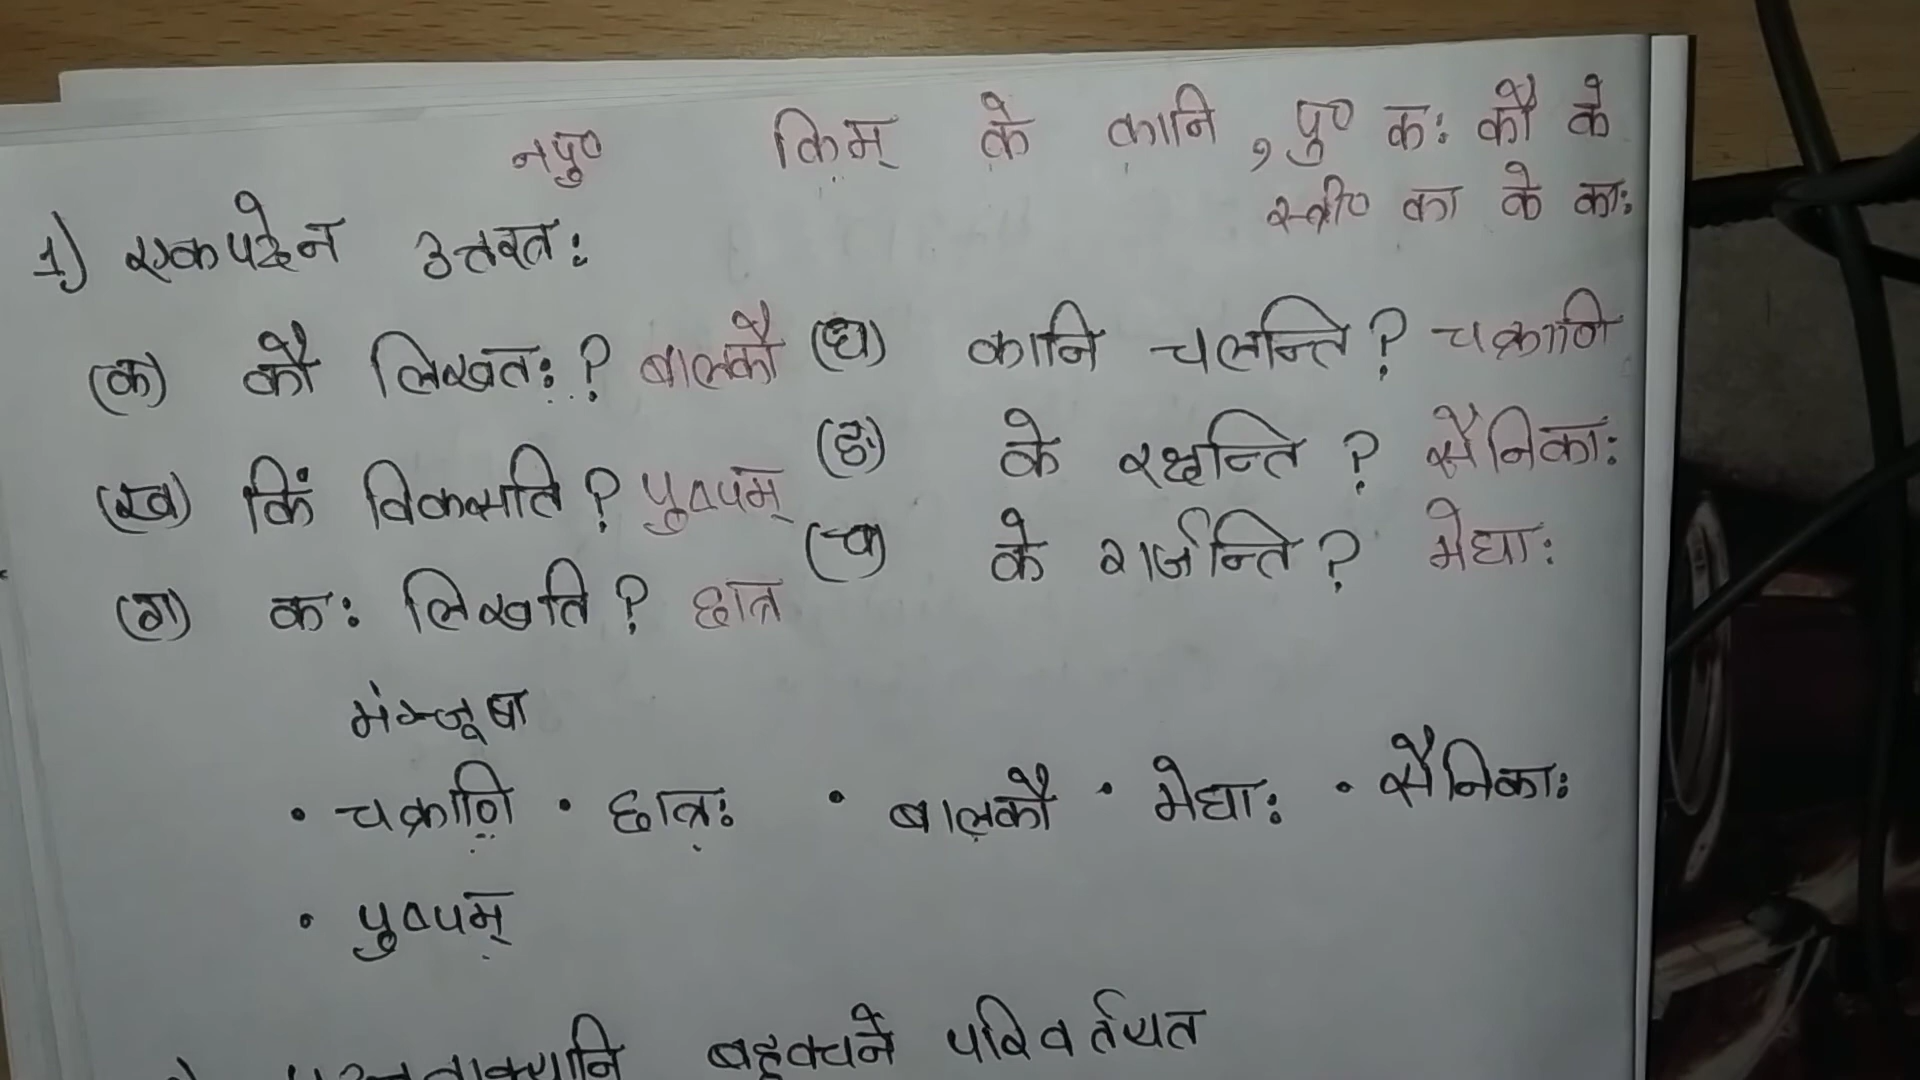 नपु० किम् के कानि , पु० कः कौ के
स्त्री० का के काः
1) एकपदेन उत्तरतः
(क) कौ लिखतः? बालकौ (घ) कानि चलन्ति? चक्राणि
(ङ) के रक्षन्ति? सैनिकाः
(ख) किं विकसति? पुष्पम्
(च) के गर्जन्ति? मेघाः
(ग) कः लिखति? छात्र
मंञ्जूषा
• चक्राणि • छात्रः • बालकौ • मेघाः • सैनिकाः
• पुष्पम्
बहुवचने परिवर्तयत